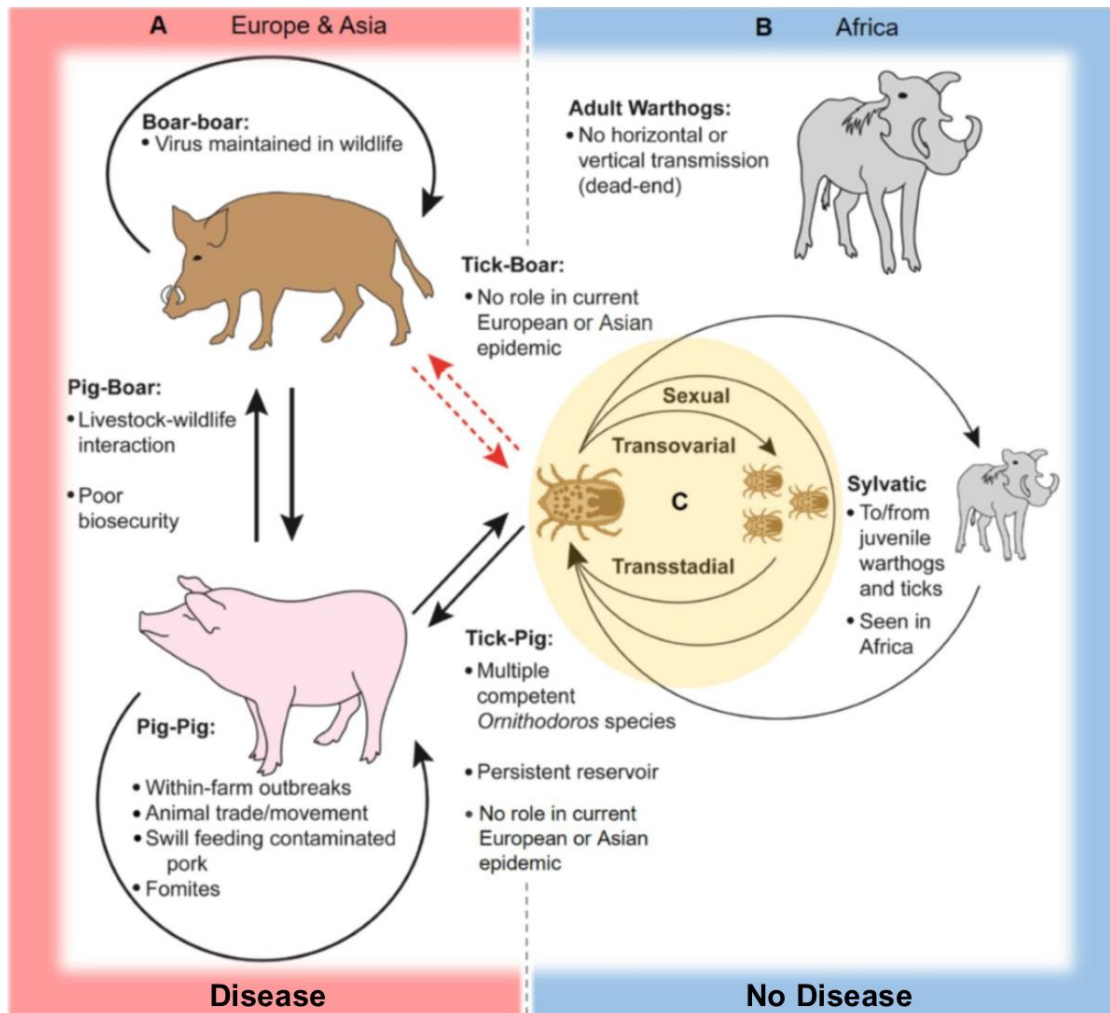 A Europe & Asia
B Africa
Boar-boar:
• Virus maintained in wildlife
Adult Warthogs:
• No horizontal or
vertical transmission
(dead-end)
Tick-Boar:
• No role in current
European or Asian
epidemic
Pig-Boar:
• Livestock-wildlife
interaction
• Poor
biosecurity
Sexual
Transovarial
C
Transstadial
Sylvatic
• To/from
juvenile
warthogs
and ticks
• Seen in
Africa
Tick-Pig:
• Multiple
competent
Ornithodoros species
• Persistent reservoir
• No role in current
European or Asian
epidemic
Pig-Pig:
• Within-farm outbreaks
• Animal trade/movement
• Swill feeding contaminated
pork
• Fomites
Disease
No Disease